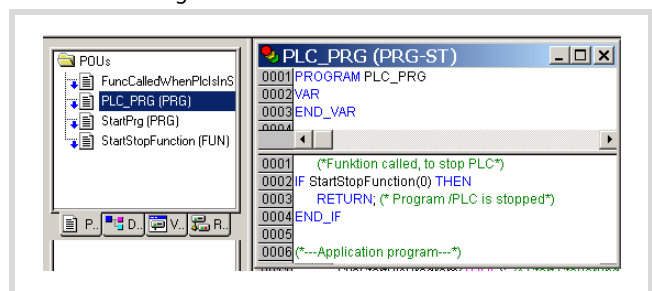 POUs
FuncCalledWhenPlcIsInS
PLC_PRG (PRG)
StartPrg (PRG)
StartStopFunction (FUN)
P..
D..
V..
R..
PLC_PRG (PRG-ST)
0001 PROGRAM PLC_PRG
0002 VAR
0003 END_VAR
0004
0001 (*Funktion called, to stop PLC*)
0002 IF StartStopFunction(0) THEN
0003 RETURN; (* Program /PLC is stopped*)
0004 END_IF
0005
0006 (*---Application program---*)